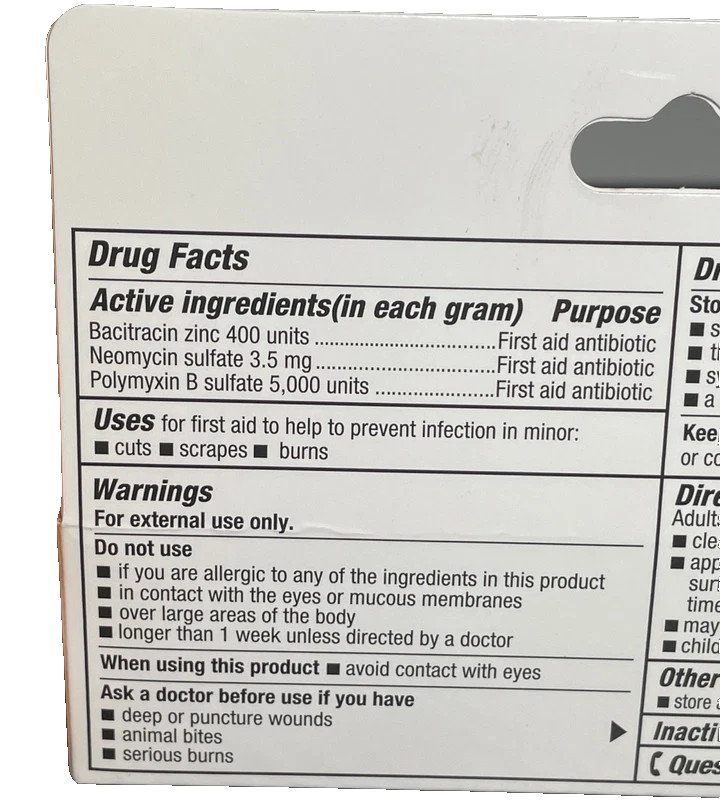 Drug Facts
Active ingredients(in each gram) Purpose
Bacitracin zinc 400 units ...............................First aid antibiotic
Neomycin sulfate 3.5 mg...............................First aid antibiotic
Polymyxin B sulfate 5,000 units .....................First aid antibiotic
Uses for first aid to help to prevent infection in minor:
■ cuts ■ scrapes ■ burns
Warnings
For external use only.
Do not use
■ if you are allergic to any of the ingredients in this product
■ in contact with the eyes or mucous membranes
■ over large areas of the body
■ longer than 1 week unless directed by a doctor
When using this product ■ avoid contact with eyes
Ask a doctor before use if you have
■ deep or puncture wounds
■ animal bites
■ serious burns
or
■ a
time
■ may
Other
■ store